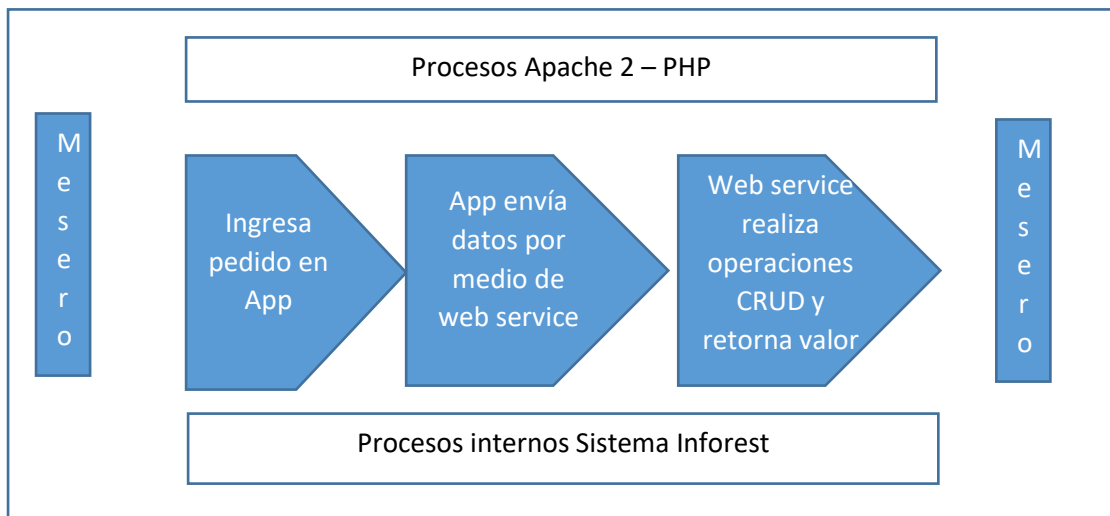 Procesos Apache 2 – PHP
M
e
s
e
r
o
Ingresa
pedido en
App
App envía
datos por
medio de
web service
Web service
realiza
operaciones
CRUD y
retorna valor
M
e
s
e
r
o
Procesos internos Sistema Inforest